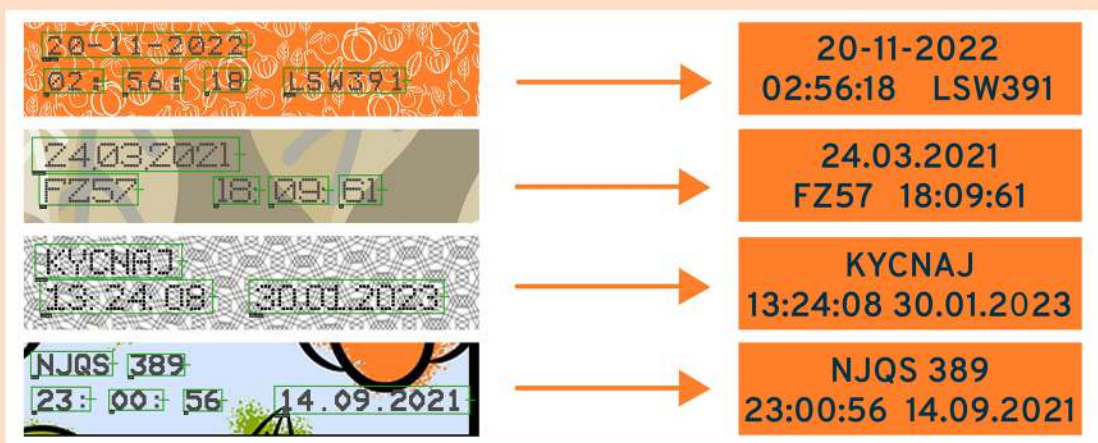 20-11-2022
02: 56: 18 LSW391
20-11-2022
02:56:18 LSW391
24.03.2021
FZ57 18: 09. 61
24.03.2021
FZ57 18:09:61
KYCNAJ
13: 24: 08 30.01.2023
KYCNAJ
13:24:08 30.01.2023
NJQS 389
23: 00: 56 14.09.2021
NJQS 389
23:00:56 14.09.2021